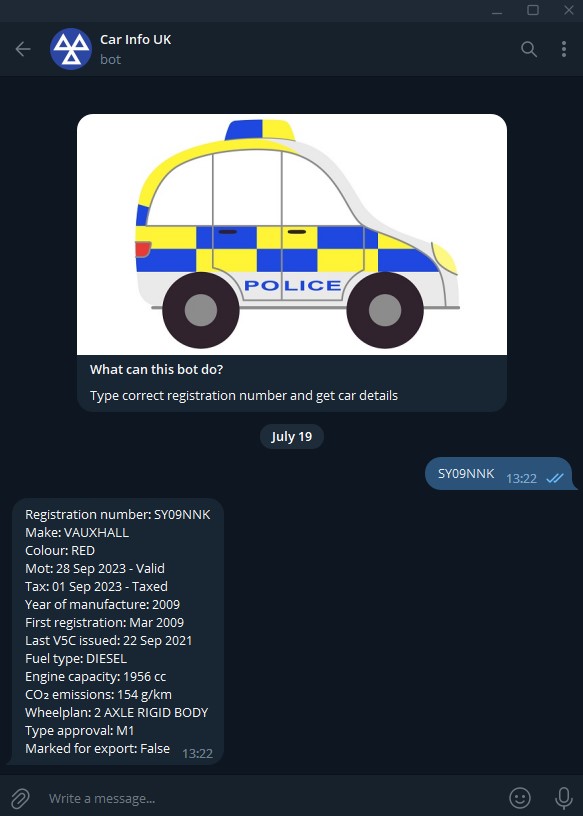 Car Info UK
bot
POLICE
What can this bot do?
Type correct registration number and get car details
July 19
SY09NNK 13:22
Registration number: SY09NNK
Make: VAUXHALL
Colour: RED
Mot: 28 Sep 2023 - Valid
Tax: 01 Sep 2023 - Taxed
Year of manufacture: 2009
First registration: Mar 2009
Last V5C issued: 22 Sep 2021
Fuel type: DIESEL
Engine capacity: 1956 cc
CO₂ emissions: 154 g/km
Wheelplan: 2 AXLE RIGID BODY
Type approval: M1
Marked for export: False 13:22
Write a message...